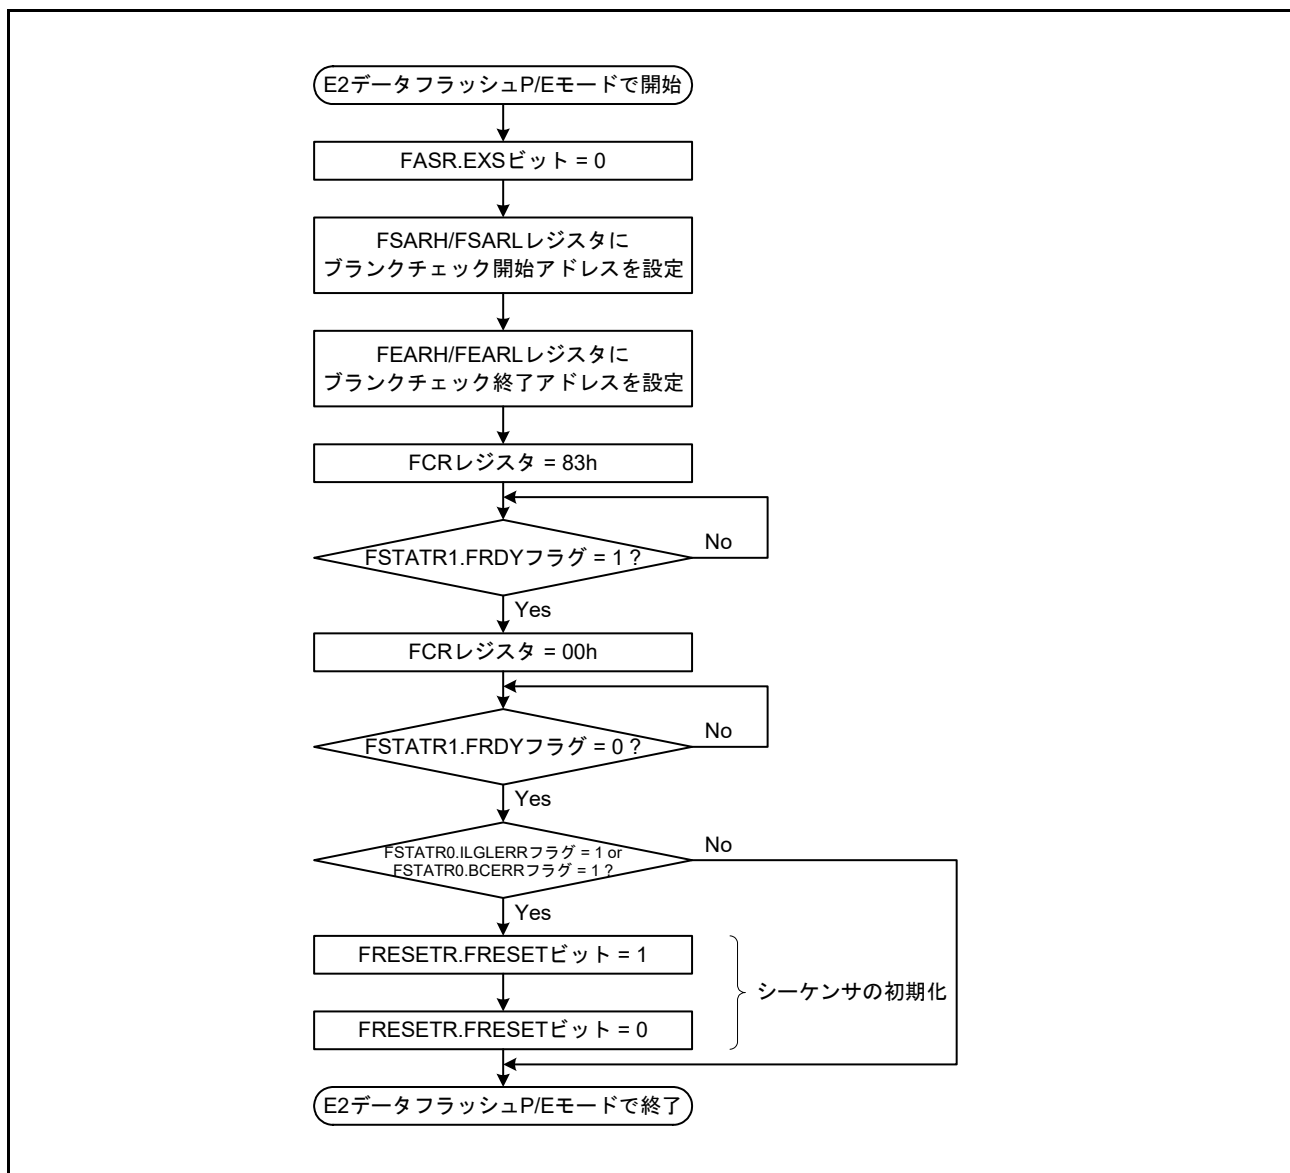 E2データフラッシュP/Eモードで開始
FASR.EXSビット = 0
FSARH/FSARLレジスタに
ブランクチェック開始アドレスを設定
FEARH/FEARLレジスタに
ブランクチェック終了アドレスを設定
FCRレジスタ = 83h
FSTATR1.FRDYフラグ = 1 ?
No
Yes
FCRレジスタ = 00h
FSTATR1.FRDYフラグ = 0 ?
No
Yes
FSTATR0.ILGLERRフラグ = 1 or
FSTATR0.BCERRフラグ = 1 ?
No
Yes
FRESETR.FRESETビット = 1
シーケンサの初期化
FRESETR.FRESETビット = 0
E2データフラッシュP/Eモードで終了